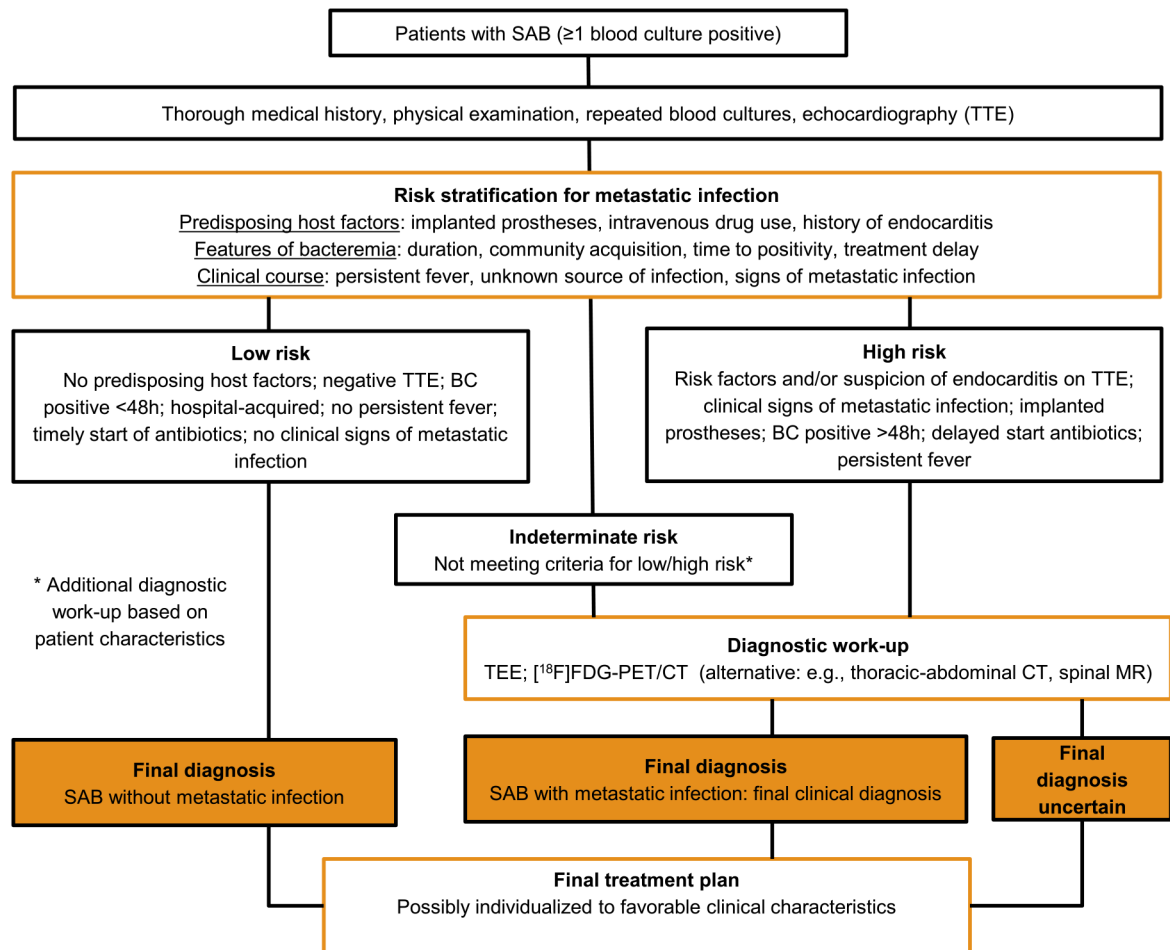 Patients with SAB (≥1 blood culture positive)
Thorough medical history, physical examination, repeated blood cultures, echocardiography (TTE)
Risk stratification for metastatic infection
Predisposing host factors: implanted prostheses, intravenous drug use, history of endocarditis
Features of bacteremia: duration, community acquisition, time to positivity, treatment delay
Clinical course: persistent fever, unknown source of infection, signs of metastatic infection
Low risk
No predisposing host factors; negative TTE; BC
positive <48h; hospital-acquired; no persistent fever;
timely start of antibiotics; no clinical signs of metastatic
infection
High risk
Risk factors and/or suspicion of endocarditis on TTE;
clinical signs of metastatic infection; implanted
prostheses; BC positive >48h; delayed start antibiotics;
persistent fever
Indeterminate risk
Not meeting criteria for low/high risk*
* Additional diagnostic
work-up based on
patient characteristics
Diagnostic work-up
TEE; [¹⁸F]FDG-PET/CT (alternative: e.g., thoracic-abdominal CT, spinal MR)
Final diagnosis
SAB without metastatic infection
Final diagnosis
SAB with metastatic infection: final clinical diagnosis
Final
diagnosis
uncertain
Final treatment plan
Possibly individualized to favorable clinical characteristics